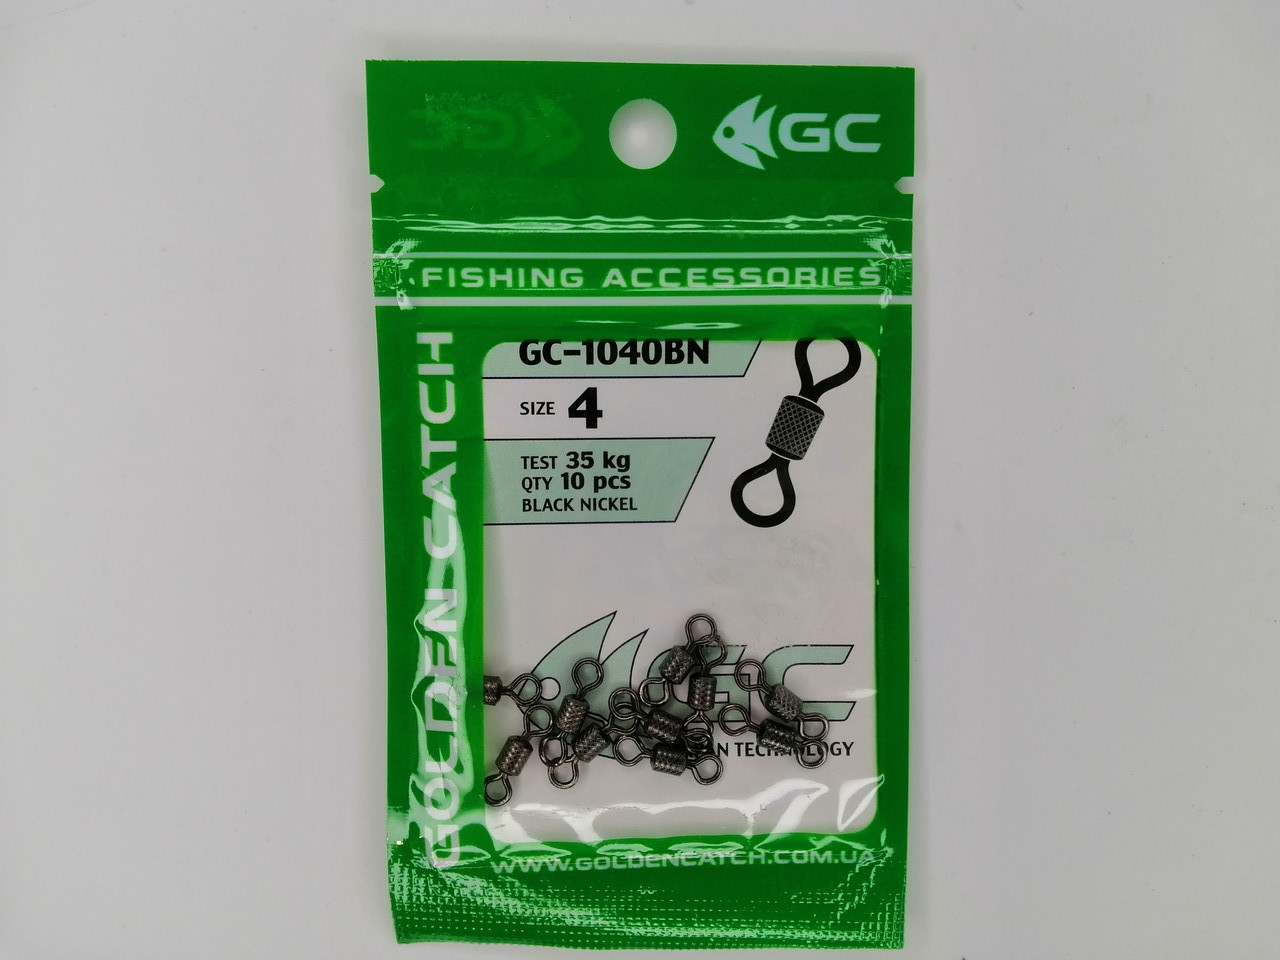 GC
FISHING ACCESSORIES
GOLDEN CATCH
GC-1040BN
SIZE 4
TEST 35 kg
QTY 10 pcs
BLACK NICKEL
GC
TECHNOLOGY
WWW.GOLDENCATCH.COM.UA